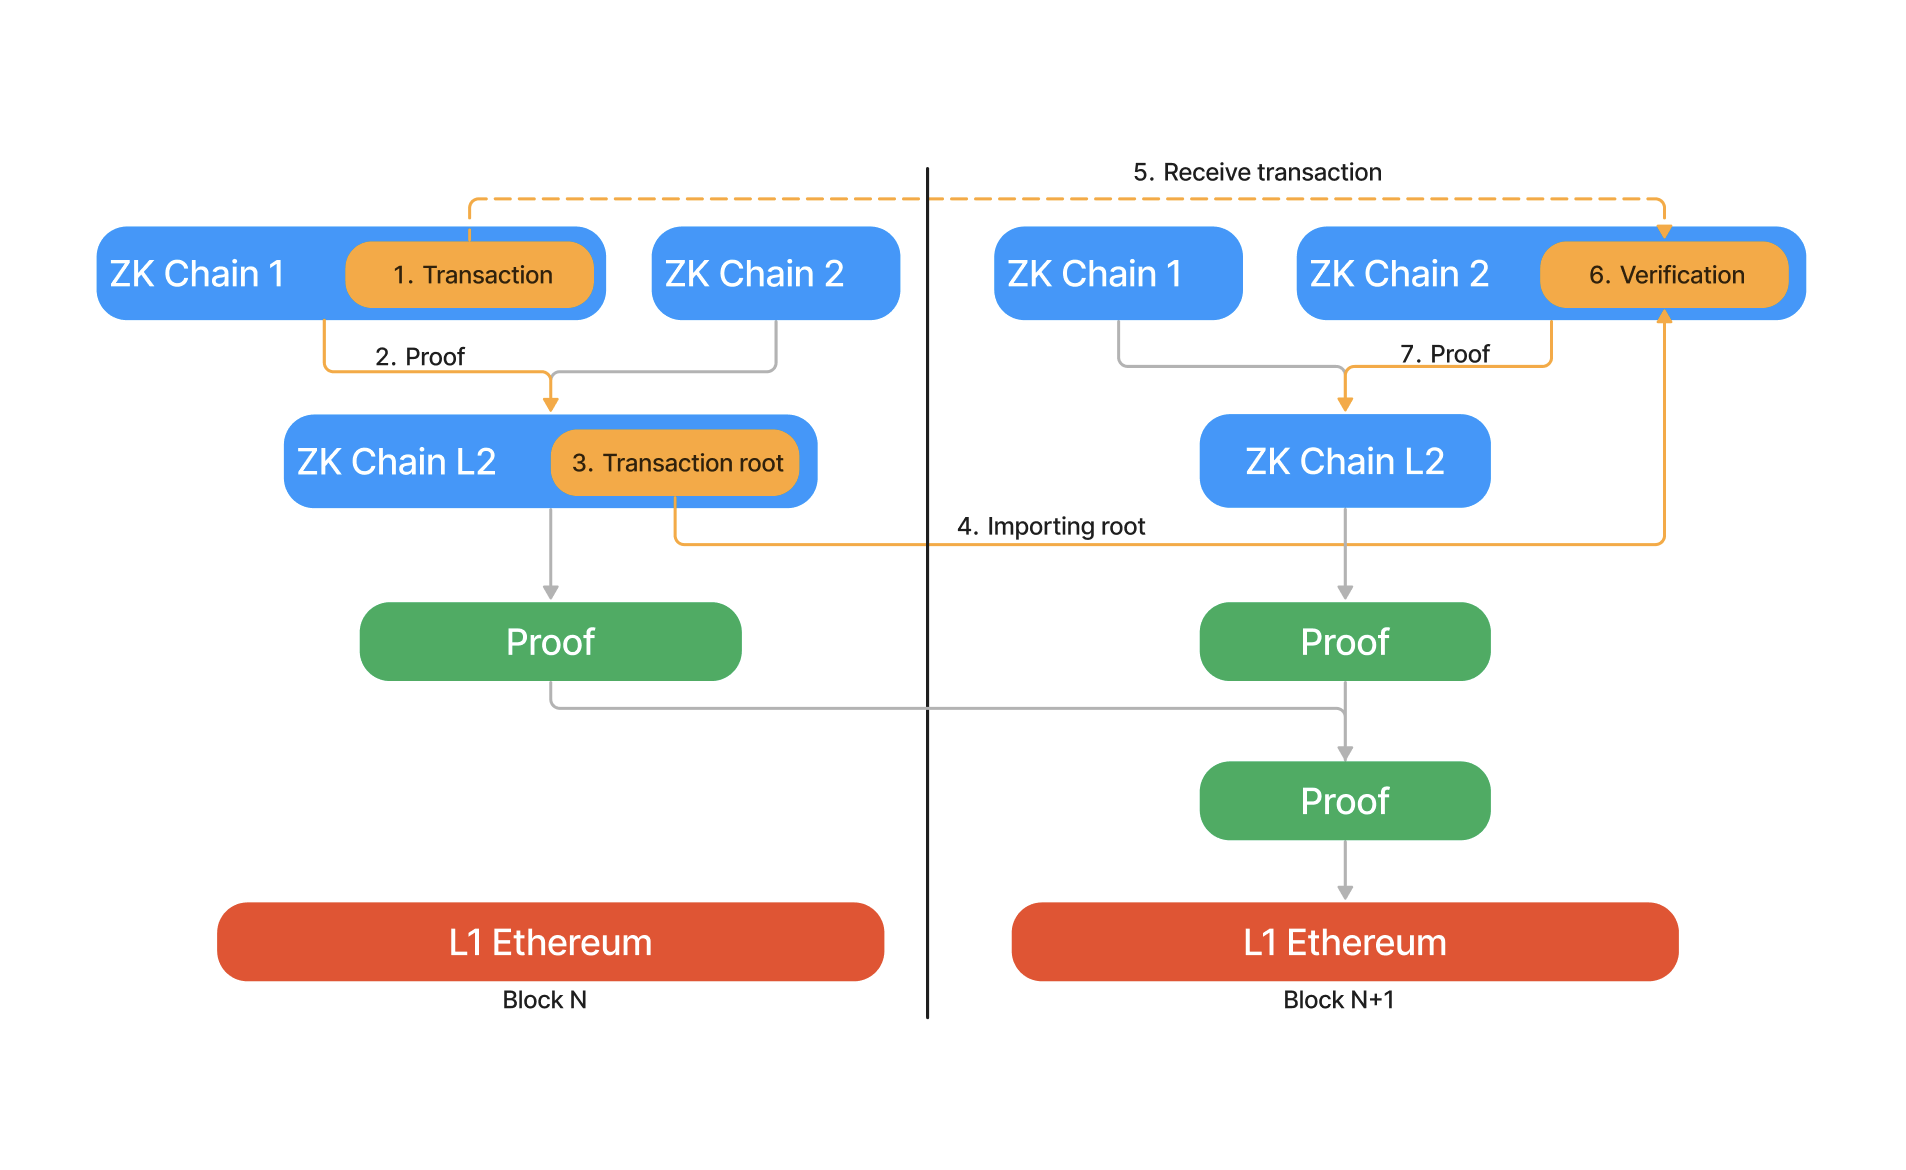 5. Receive transaction
ZK Chain 1
1. Transaction
ZK Chain 2
ZK Chain 1
ZK Chain 2
6. Verification
2. Proof
7. Proof
ZK Chain L2
3. Transaction root
ZK Chain L2
4. Importing root
Proof
Proof
Proof
L1 Ethereum
L1 Ethereum
Block N
Block N+1